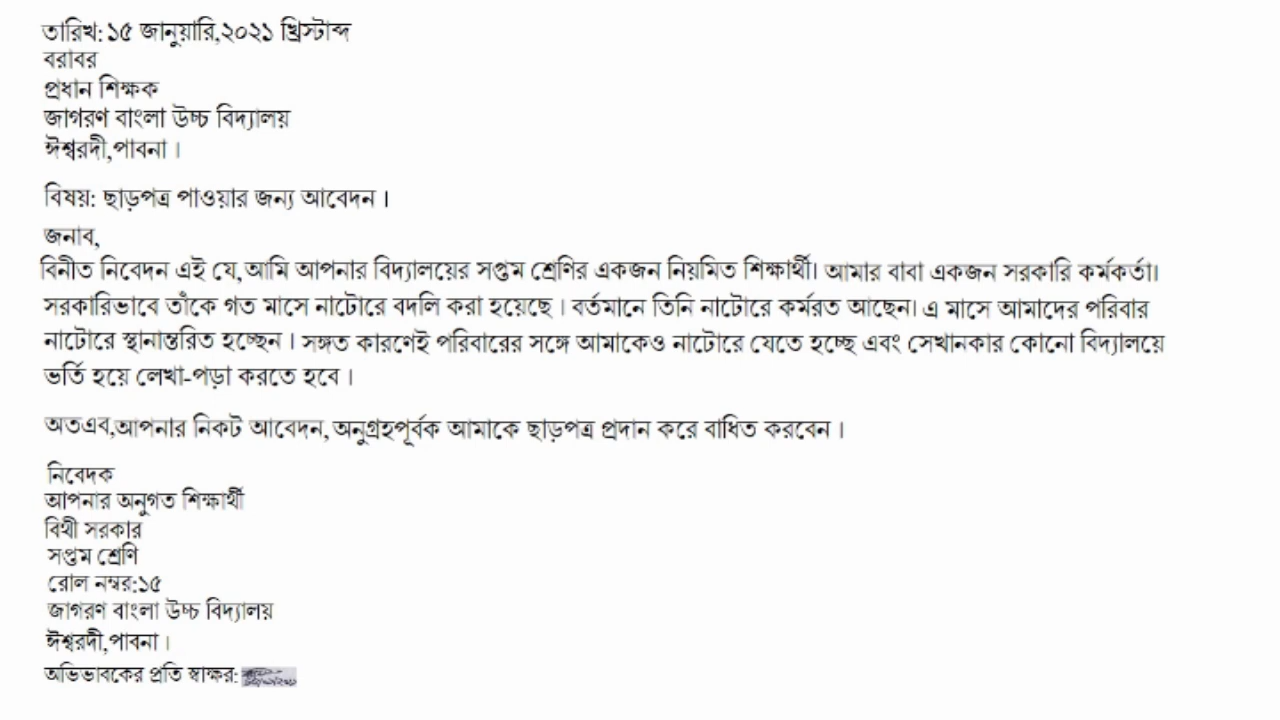 তারিখ: ১৫ জানুয়ারি,২০২১ খ্রিস্টাব্দ
বরাবর
প্রধান শিক্ষক
জাগরণ বাংলা উচ্চ বিদ্যালয়
ঈশ্বরদী,পাবনা।
বিষয়: ছাড়পত্র পাওয়ার জন্য আবেদন।
জনাব,
বিনীত নিবেদন এই যে, আমি আপনার বিদ্যালয়ের সপ্তম শ্রেণির একজন নিয়মিত শিক্ষার্থী। আমার বাবা একজন সরকারি কর্মকর্তা।
সরকারিভাবে তাঁকে গত মাসে নাটোরে বদলি করা হয়েছে। বর্তমানে তিনি নাটোরে কর্মরত আছেন। এ মাসে আমাদের পরিবার
নাটোরে স্থানান্তরিত হচ্ছেন। সঙ্গত কারণেই পরিবারের সঙ্গে আমাকেও নাটোরে যেতে হচ্ছে এবং সেখানকার কোনো বিদ্যালয়ে
ভর্তি হয়ে লেখা-পড়া করতে হবে।
অতএব,আপনার নিকট আবেদন, অনুগ্রহপূর্বক আমাকে ছাড়পত্র প্রদান করে বাধিত করবেন।
নিবেদক
আপনার অনুগত শিক্ষার্থী
বিথী সরকার
সপ্তম শ্রেণি
রোল নম্বর:১৫
জাগরণ বাংলা উচ্চ বিদ্যালয়
ঈশ্বরদী,পাবনা।
অভিভাবকের প্রতি স্বাক্ষর: